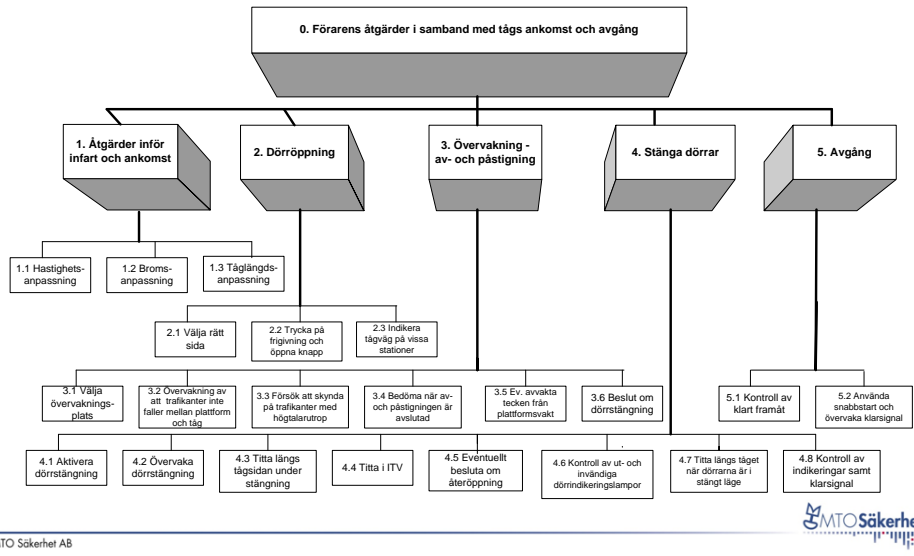 0. Förarens åtgärder i samband med tågs ankomst och avgång
1. Åtgärder inför
infart och ankomst
2. Dörröppning
3. Övervakning -
av- och påstigning
4. Stänga dörrar
5. Avgång
1.1 Hastighets-
anpassning
1.2 Broms-
anpassning
1.3 Tåglängds-
anpassning
2.1 Välja rätt
sida
2.2 Trycka på
frigivning och
öppna knapp
2.3 Indikera
tågväg på vissa
stationer
3.1 Välja
övervaknings-
plats
3.2 Övervakning av
att trafikanter inte
faller mellan plattform
och tåg
3.3 Försök att skynda
på trafikanter med
högtalarutrop
3.4 Bedöma när av-
och påstigningen är
avslutad
3.5 Ev. avvakta
tecken från
plattformsvakt
3.6 Beslut om
dörrstängning
5.1 Kontroll av
klart framåt
5.2 Använda
snabbstart och
övervaka klarsignal
4.1 Aktivera
dörrstängning
4.2 Övervaka
dörrstängning
4.3 Titta längs
tågsidan under
stängning
4.4 Titta i ITV
4.5 Eventuellt
besluta om
återöppning
4.6 Kontroll av ut- och
invändiga
dörrindikeringslampor
4.7 Titta längs tåget
när dörrarna är i
stängt läge
4.8 Kontroll av
indikeringar samt
klarsignal
MTO Säkerhe
TO Säkerhet AB